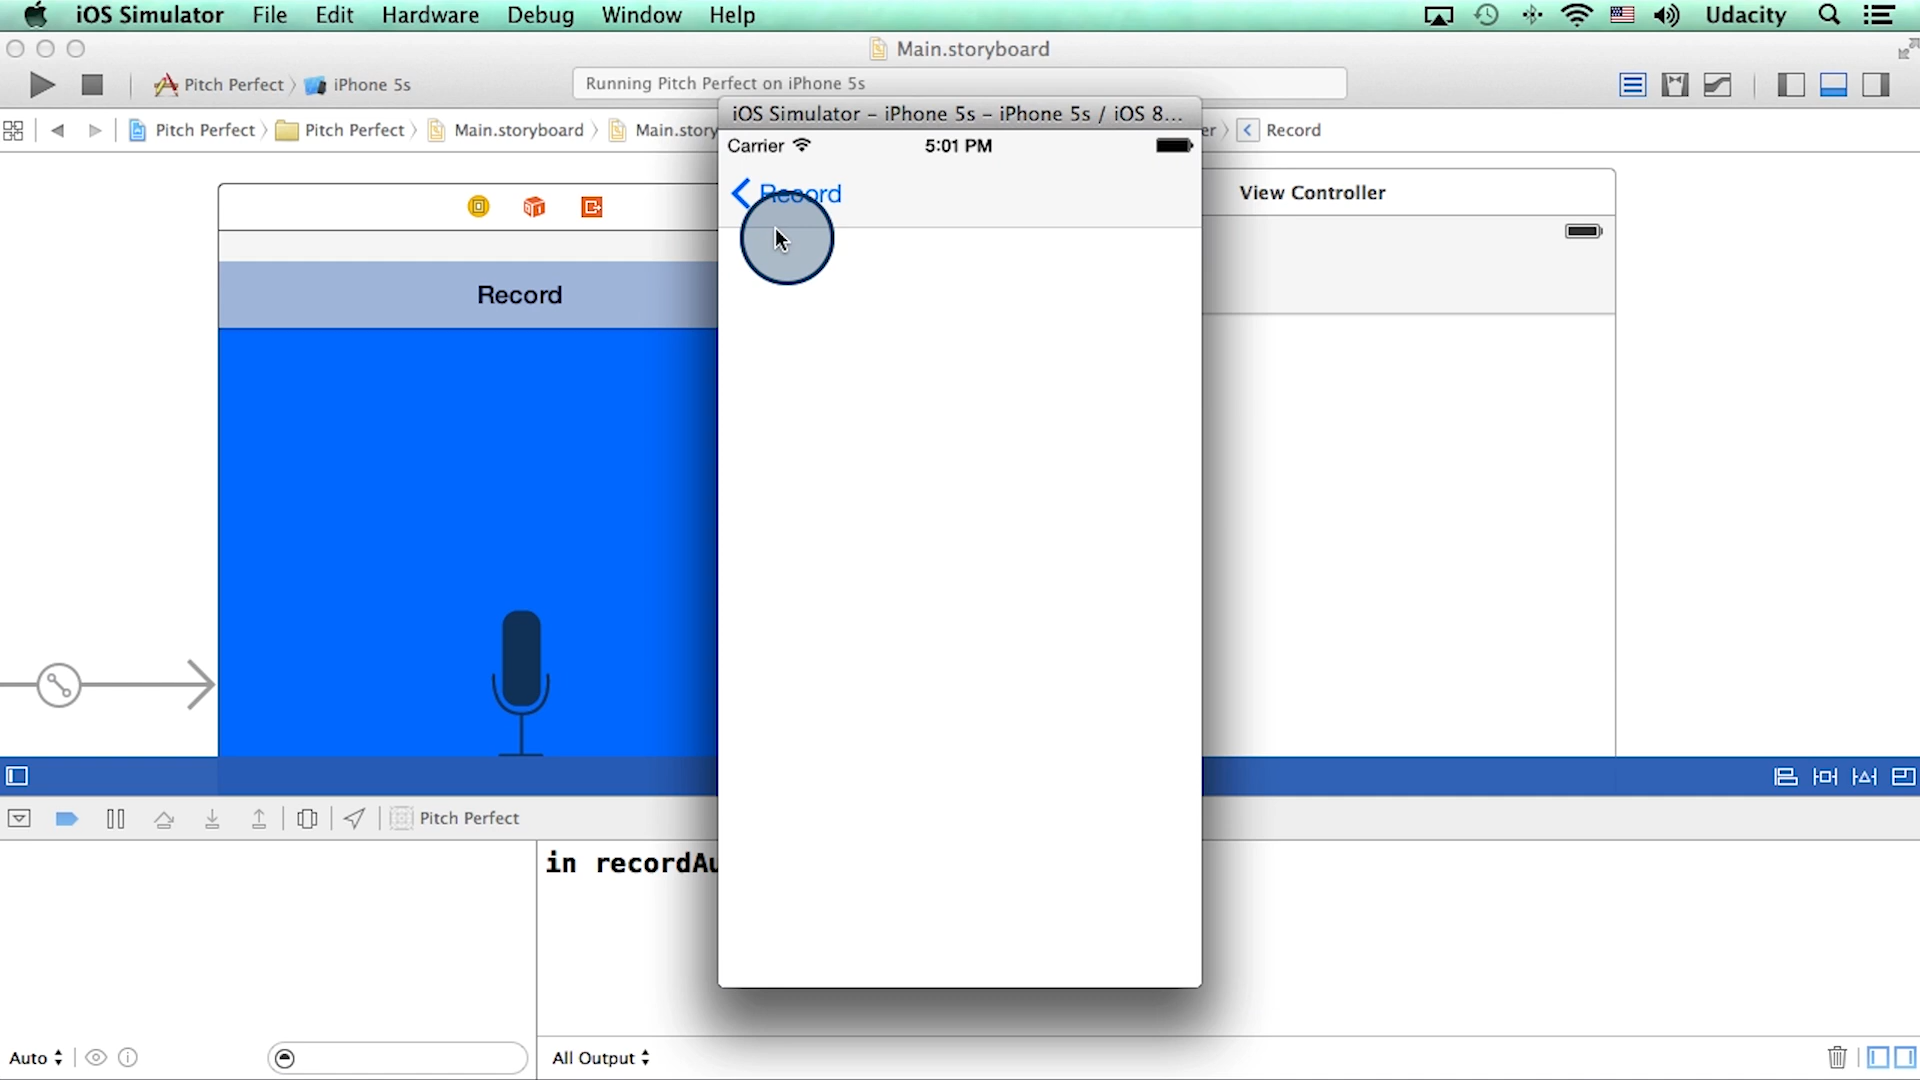 iOS Simulator File Edit Hardware Debug Window Help Udacity
Main.storyboard
Pitch Perfect iPhone 5s Running Pitch Perfect on iPhone 5s
iOS Simulator – iPhone 5s – iPhone 5s / iOS 8...
Pitch Perfect Pitch Perfect Main.storyboard Main.story er Record
Carrier 5:01 PM
Record
View Controller
Record
Pitch Perfect
in recordAu
Auto All Output